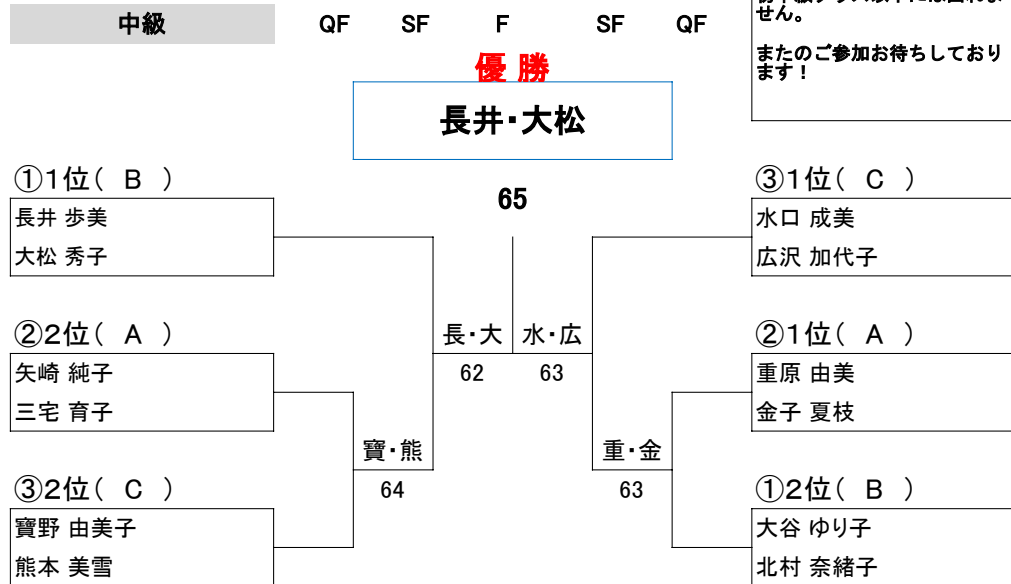 中級 QF SF F SF QF
せん。
またのご参加お待ちしており
ます！
優 勝
長井・大松
65
①1位( B )
長井 歩美
大松 秀子
③1位( C )
水口 成美
広沢 加代子
②2位( A )
矢崎 純子
三宅 育子
長・大 水・広
62 63
②1位( A )
重原 由美
金子 夏枝
寶・熊
64
重・金
63
③2位( C )
寶野 由美子
熊本 美雪
①2位( B )
大谷 ゆり子
北村 奈緒子